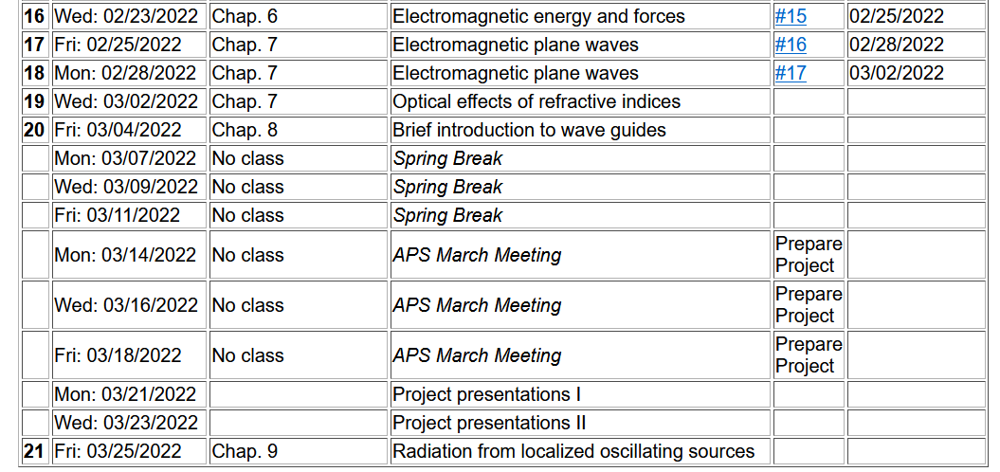 16 Wed: 02/23/2022 Chap. 6 Electromagnetic energy and forces #15 02/25/2022
17 Fri: 02/25/2022 Chap. 7 Electromagnetic plane waves #16 02/28/2022
18 Mon: 02/28/2022 Chap. 7 Electromagnetic plane waves #17 03/02/2022
19 Wed: 03/02/2022 Chap. 7 Optical effects of refractive indices
20 Fri: 03/04/2022 Chap. 8 Brief introduction to wave guides
Mon: 03/07/2022 No class Spring Break
Wed: 03/09/2022 No class Spring Break
Fri: 03/11/2022 No class Spring Break
Mon: 03/14/2022 No class APS March Meeting Prepare
Project
Wed: 03/16/2022 No class APS March Meeting Prepare
Project
Fri: 03/18/2022 No class APS March Meeting Prepare
Project
Mon: 03/21/2022 Project presentations I
Wed: 03/23/2022 Project presentations II
21 Fri: 03/25/2022 Chap. 9 Radiation from localized oscillating sources